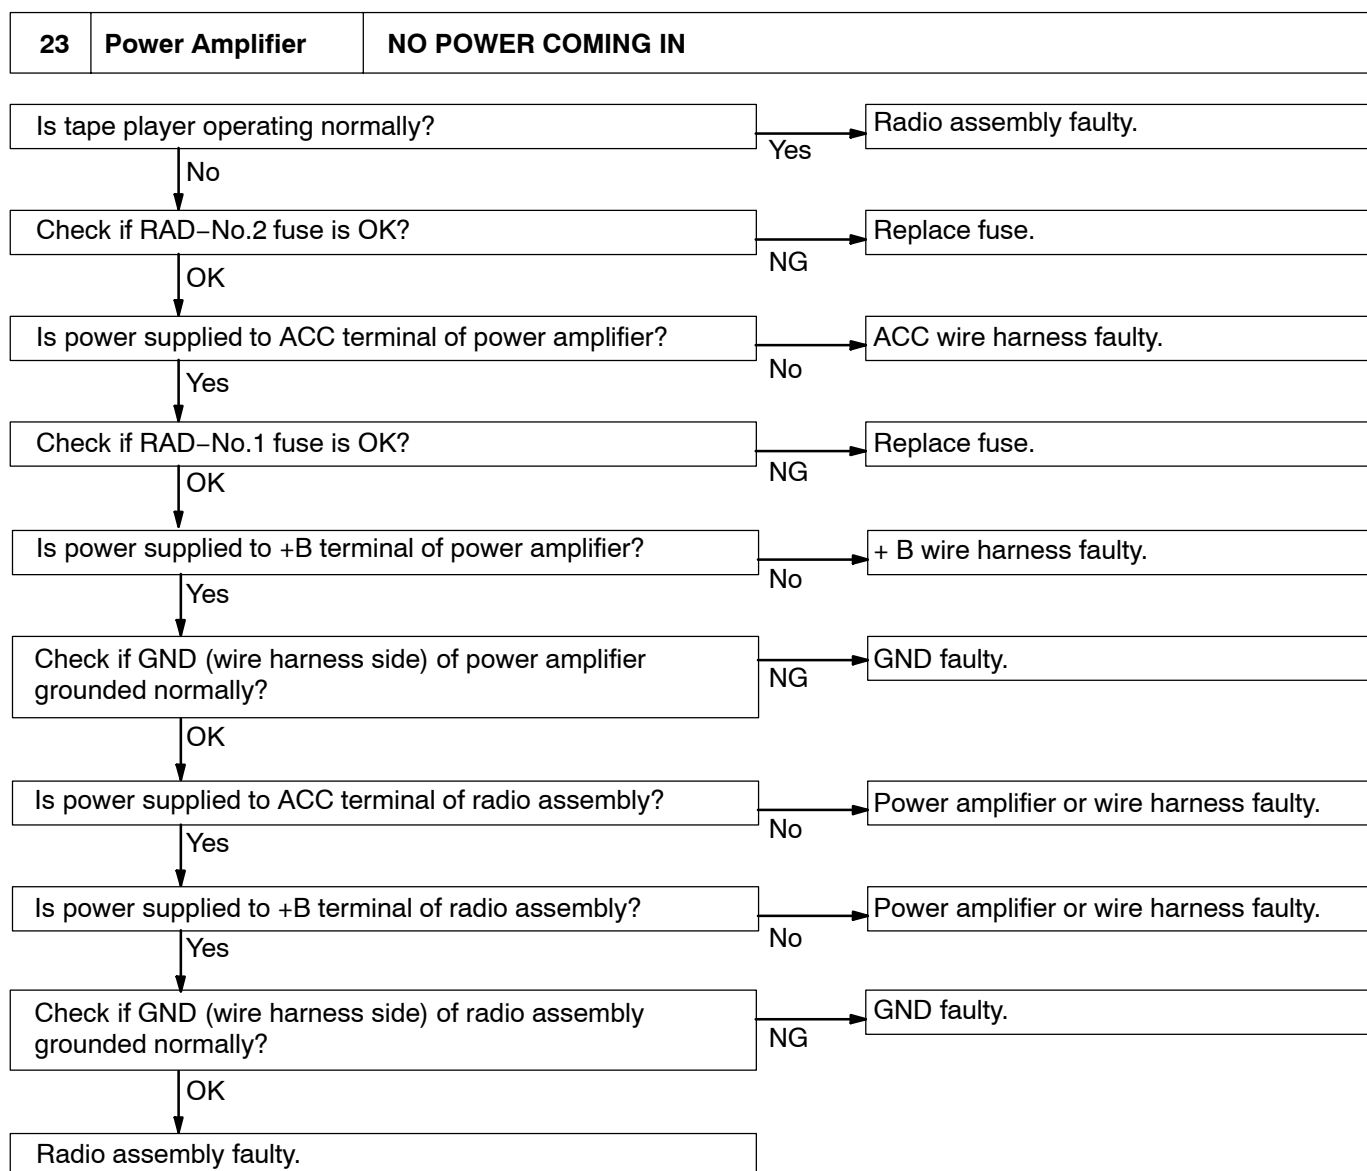 23 Power Amplifier NO POWER COMING IN
Is tape player operating normally?
Yes
Radio assembly faulty.
No
Check if RAD−No.2 fuse is OK?
NG
Replace fuse.
OK
Is power supplied to ACC terminal of power amplifier?
No
ACC wire harness faulty.
Yes
Check if RAD−No.1 fuse is OK?
NG
Replace fuse.
OK
Is power supplied to +B terminal of power amplifier?
No
+ B wire harness faulty.
Yes
Check if GND (wire harness side) of power amplifier
grounded normally?
NG
GND faulty.
OK
Is power supplied to ACC terminal of radio assembly?
No
Power amplifier or wire harness faulty.
Yes
Is power supplied to +B terminal of radio assembly?
No
Power amplifier or wire harness faulty.
Yes
Check if GND (wire harness side) of radio assembly
grounded normally?
NG
GND faulty.
OK
Radio assembly faulty.